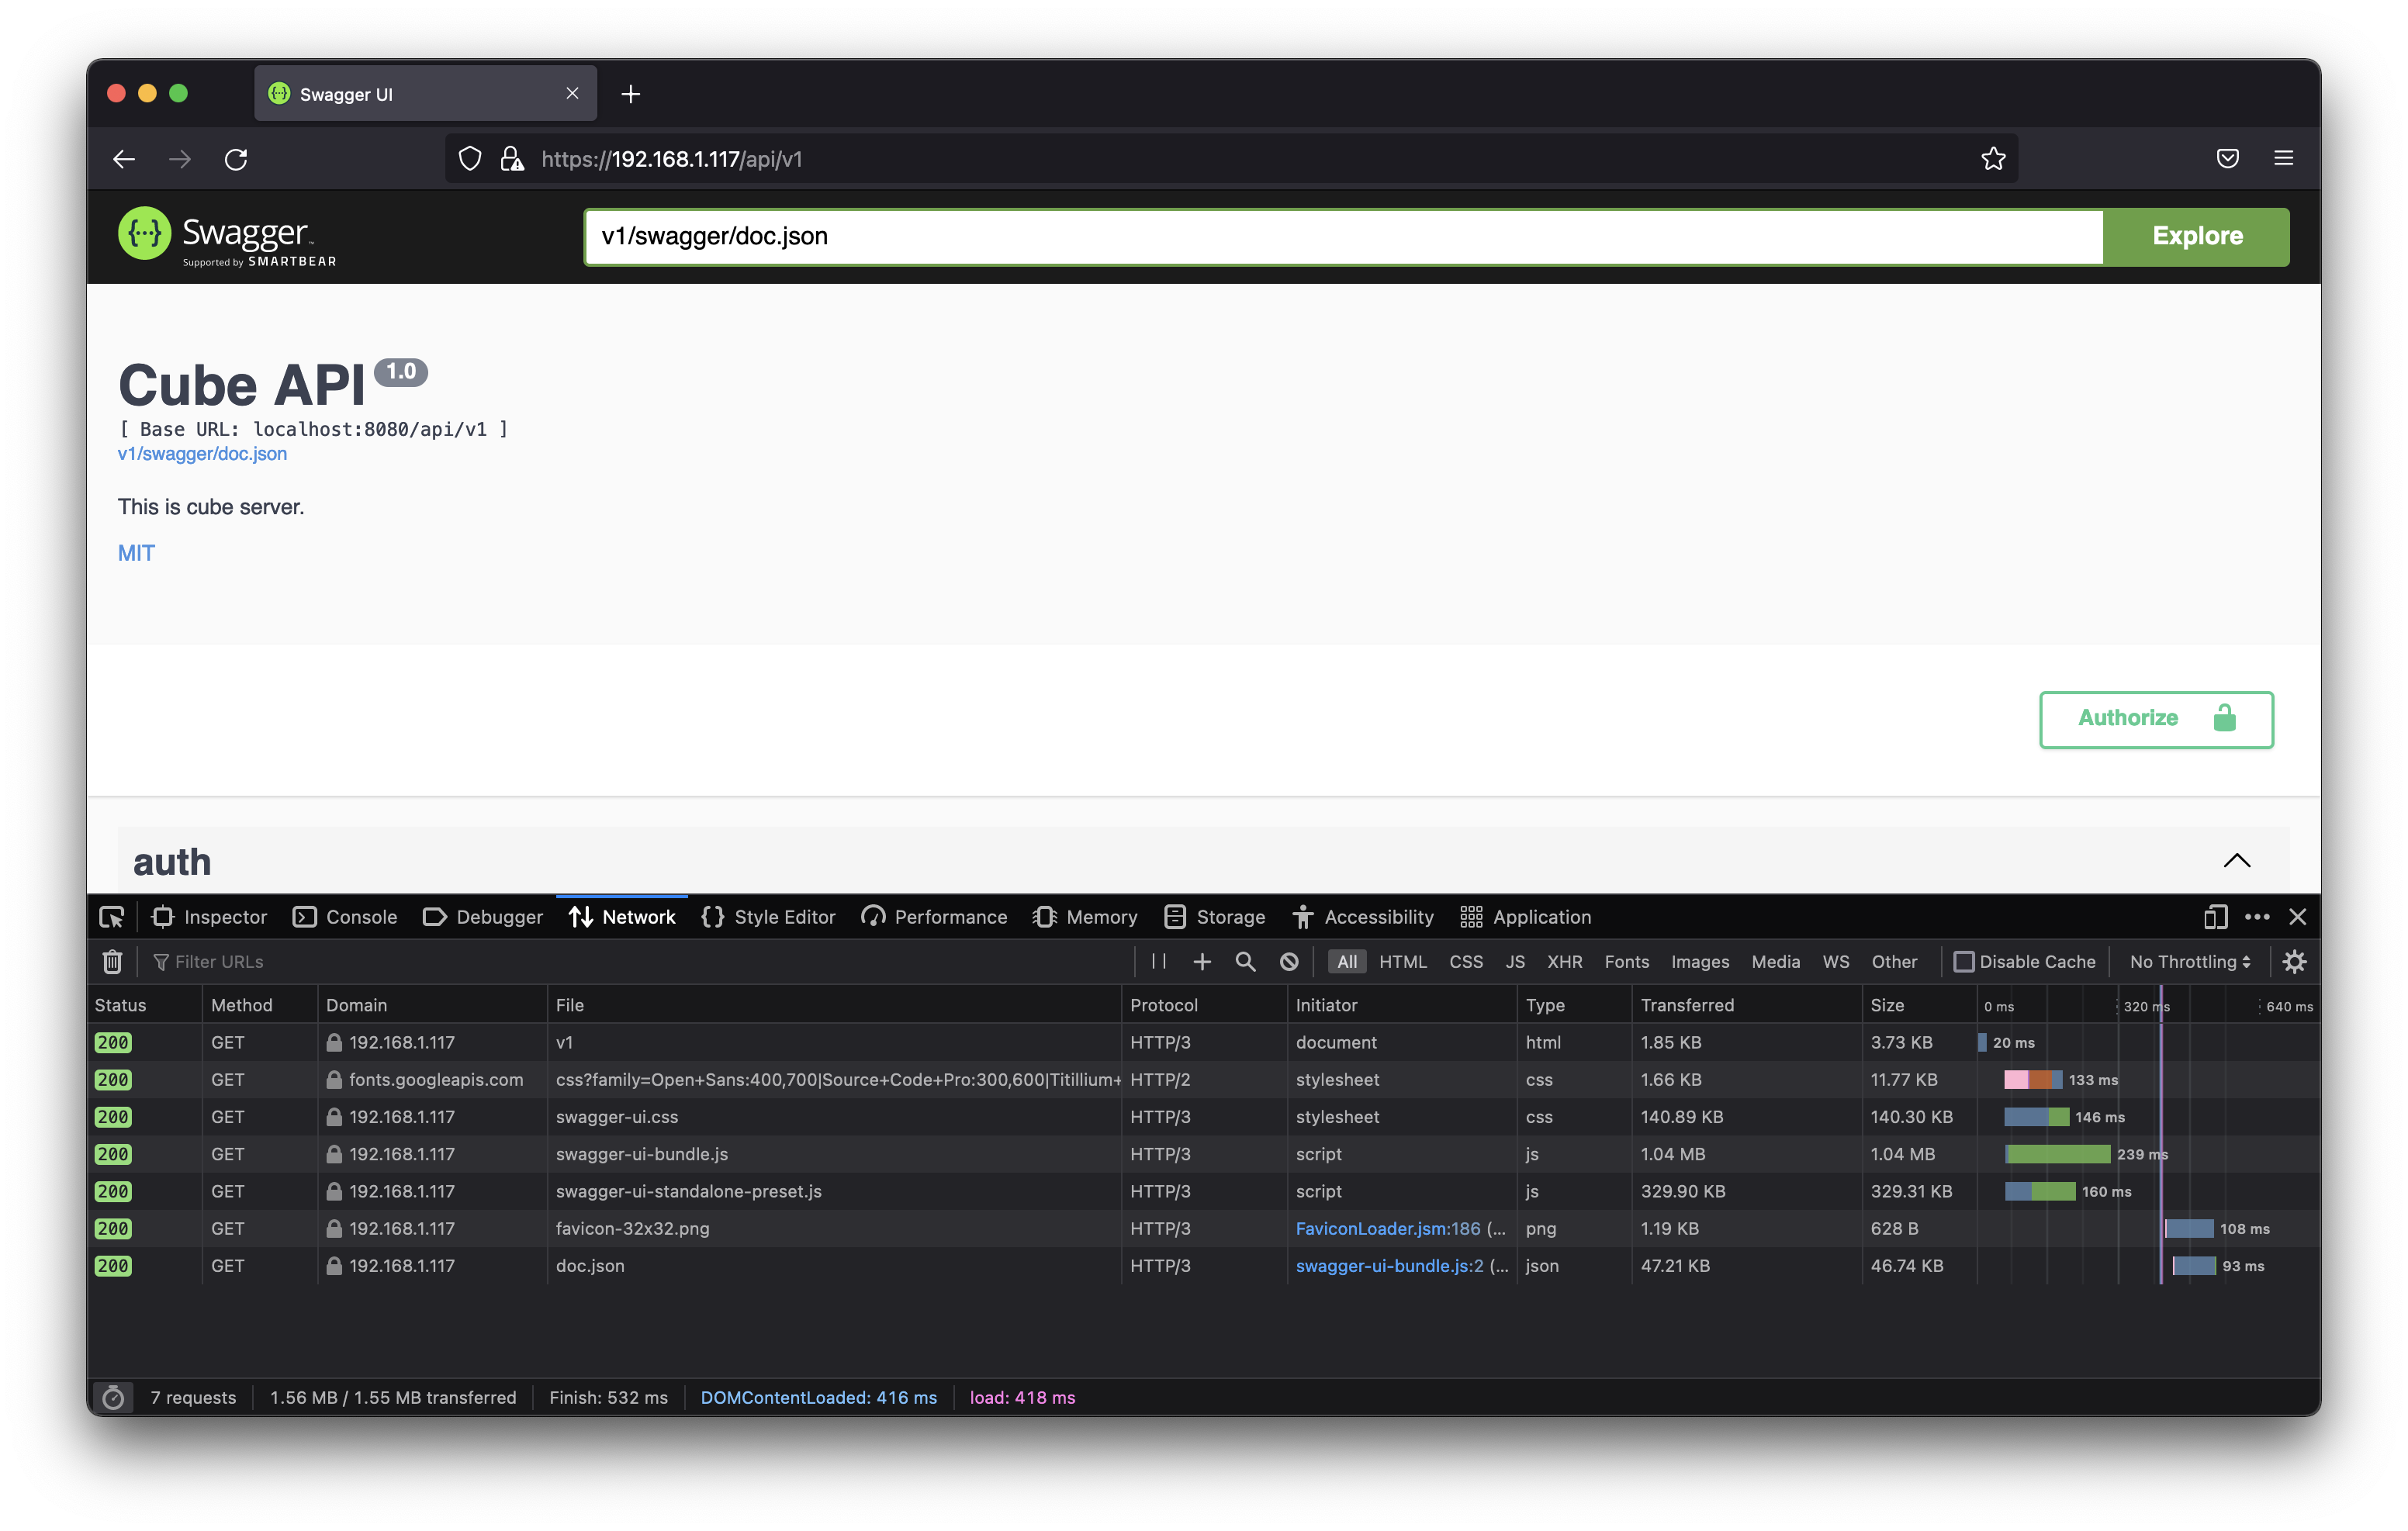 Swagger UI
https://192.168.1.117/api/v1
Swagger
Supported by SMARTBEAR
v1/swagger/doc.json
Explore
Cube API 1.0
[ Base URL: localhost:8080/api/v1 ]
v1/swagger/doc.json
This is cube server.
MIT
Authorize
auth
Inspector Console Debugger Network Style Editor Performance Memory Storage Accessibility Application
Filter URLs All HTML CSS JS XHR Fonts Images Media WS Other Disable Cache No Throttling
Status Method Domain File Protocol Initiator Type Transferred Size 0 ms 320 ms 640 ms
200 GET 192.168.1.117 v1 HTTP/3 document html 1.85 KB 3.73 KB 20 ms
200 GET fonts.googleapis.com css?family=Open+Sans:400,700|Source+Code+Pro:300,600|Titillium+ HTTP/2 stylesheet css 1.66 KB 11.77 KB 133 ms
200 GET 192.168.1.117 swagger-ui.css HTTP/3 stylesheet css 140.89 KB 140.30 KB 146 ms
200 GET 192.168.1.117 swagger-ui-bundle.js HTTP/3 script js 1.04 MB 1.04 MB 239 ms
200 GET 192.168.1.117 swagger-ui-standalone-preset.js HTTP/3 script js 329.90 KB 329.31 KB 160 ms
200 GET 192.168.1.117 favicon-32x32.png HTTP/3 FaviconLoader.jsm:186 (... png 1.19 KB 628 B 108 ms
200 GET 192.168.1.117 doc.json HTTP/3 swagger-ui-bundle.js:2 (... json 47.21 KB 46.74 KB 93 ms
7 requests 1.56 MB / 1.55 MB transferred Finish: 532 ms DOMContentLoaded: 416 ms load: 418 ms